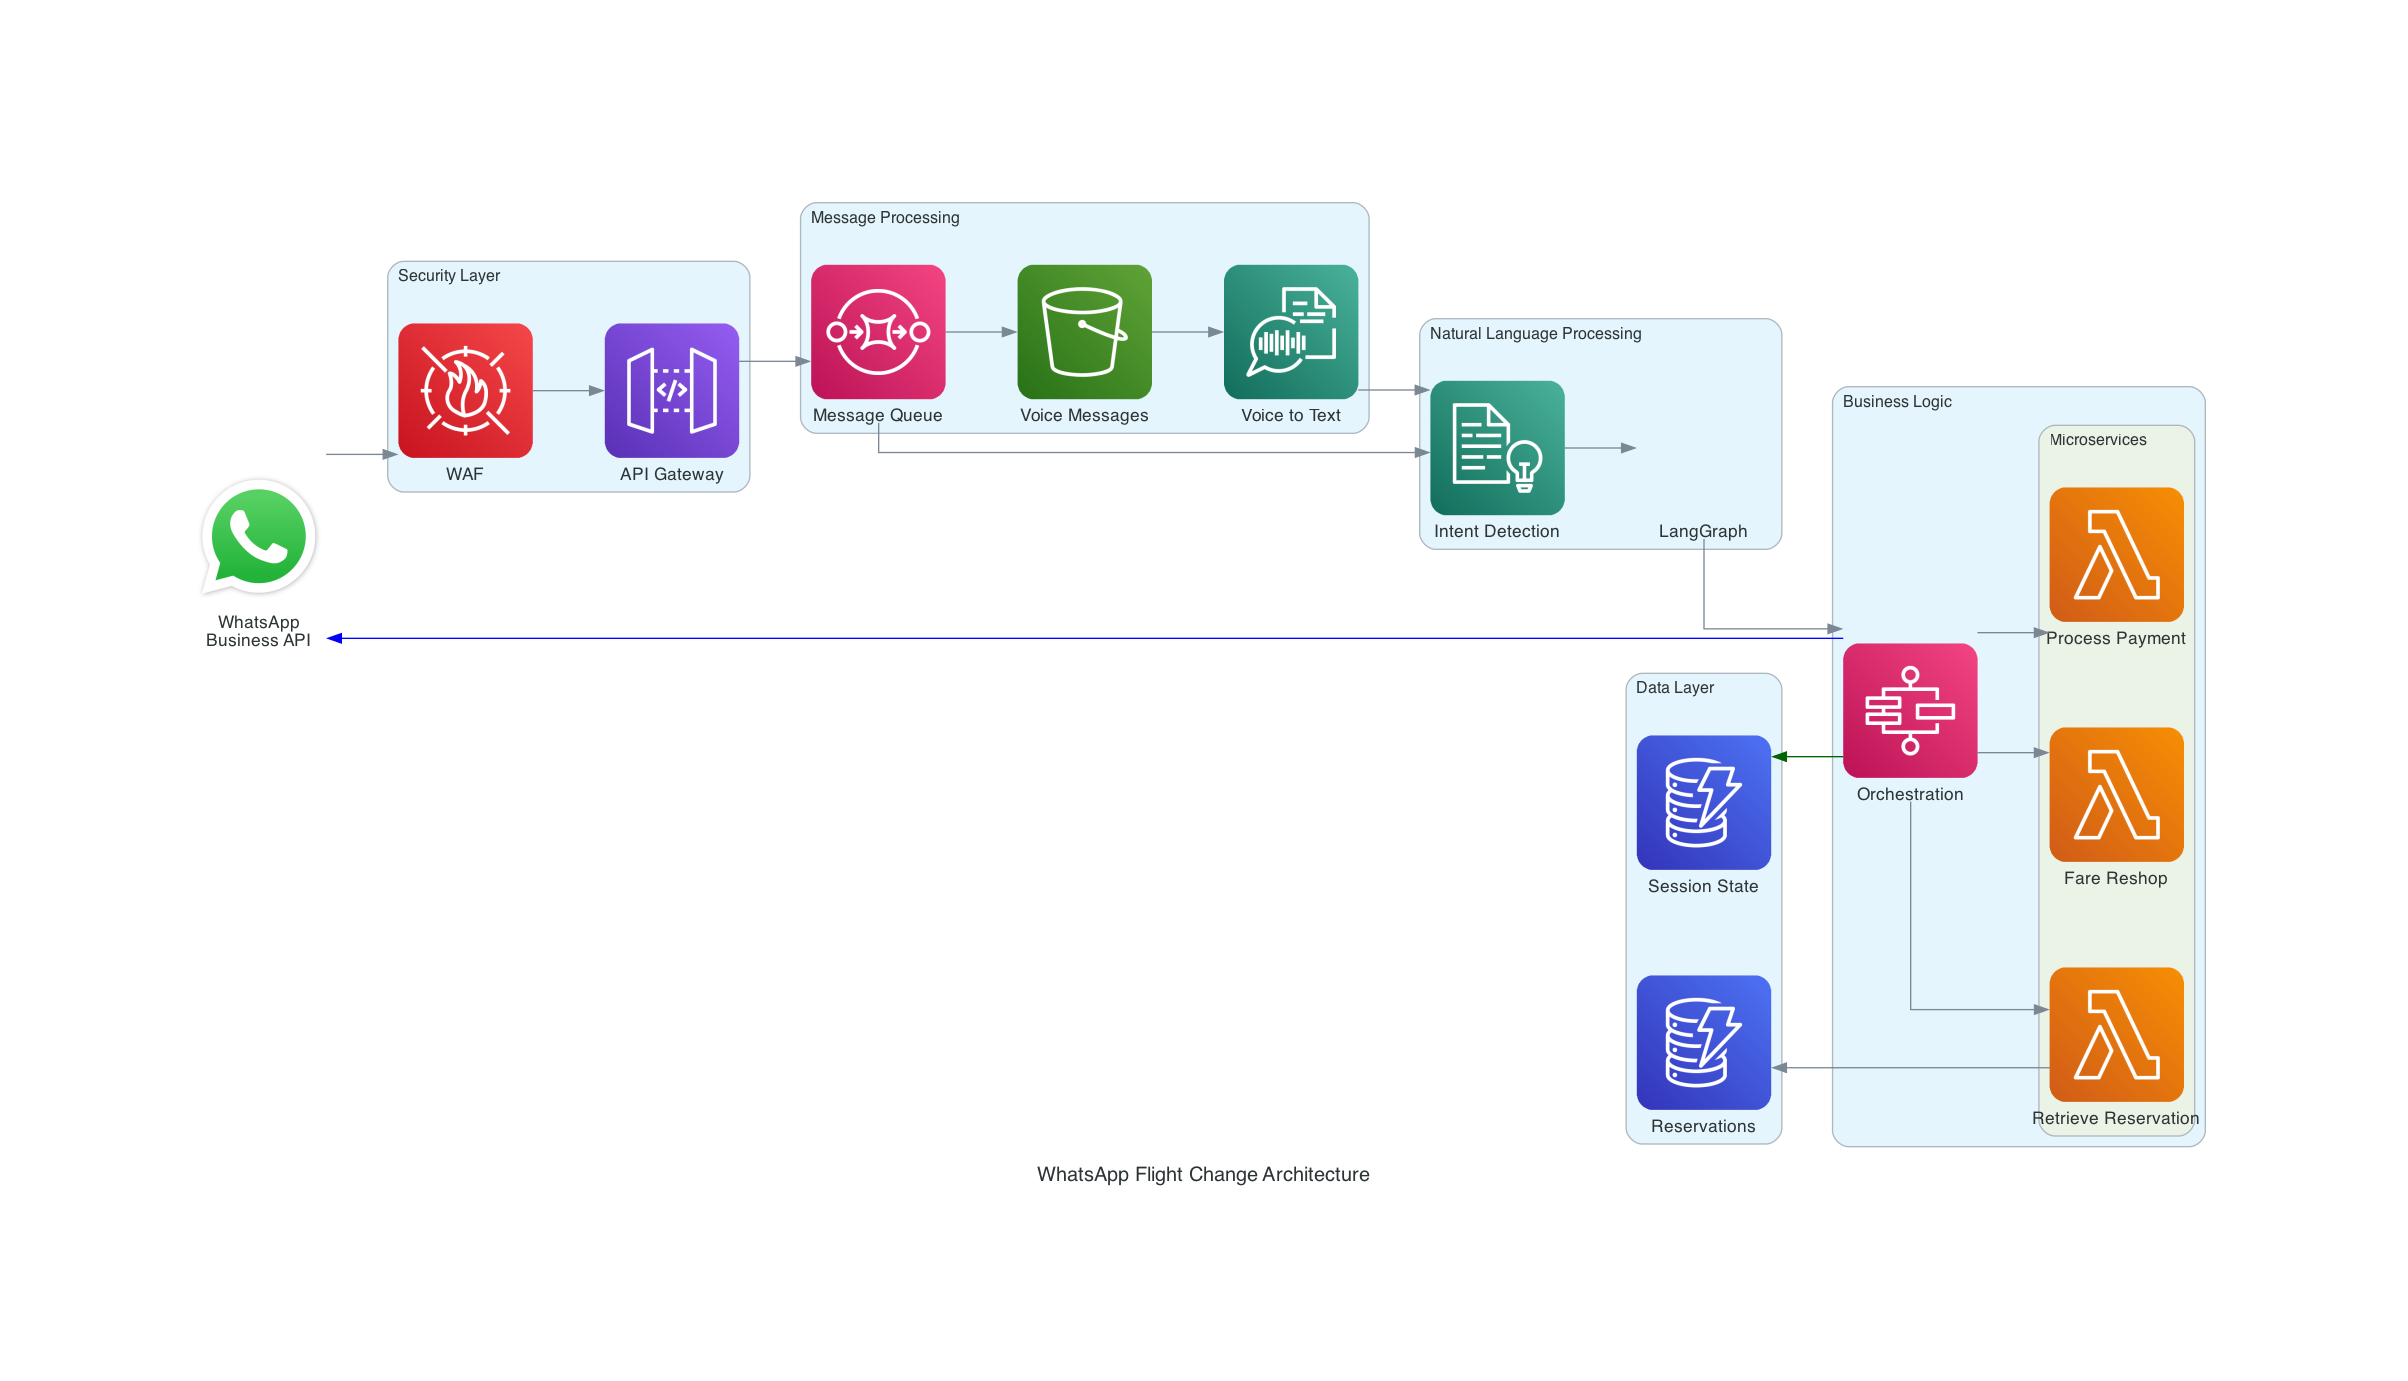 Message Processing
Security Layer
Natural Language Processing
Business Logic
Message Queue
Voice Messages
Voice to Text
Microservices
WAF
API Gateway
Intent Detection
LangGraph
WhatsApp
Business API
Process Payment
Data Layer
Orchestration
Session State
Fare Reshop
Reservations
Retrieve Reservation
WhatsApp Flight Change Architecture